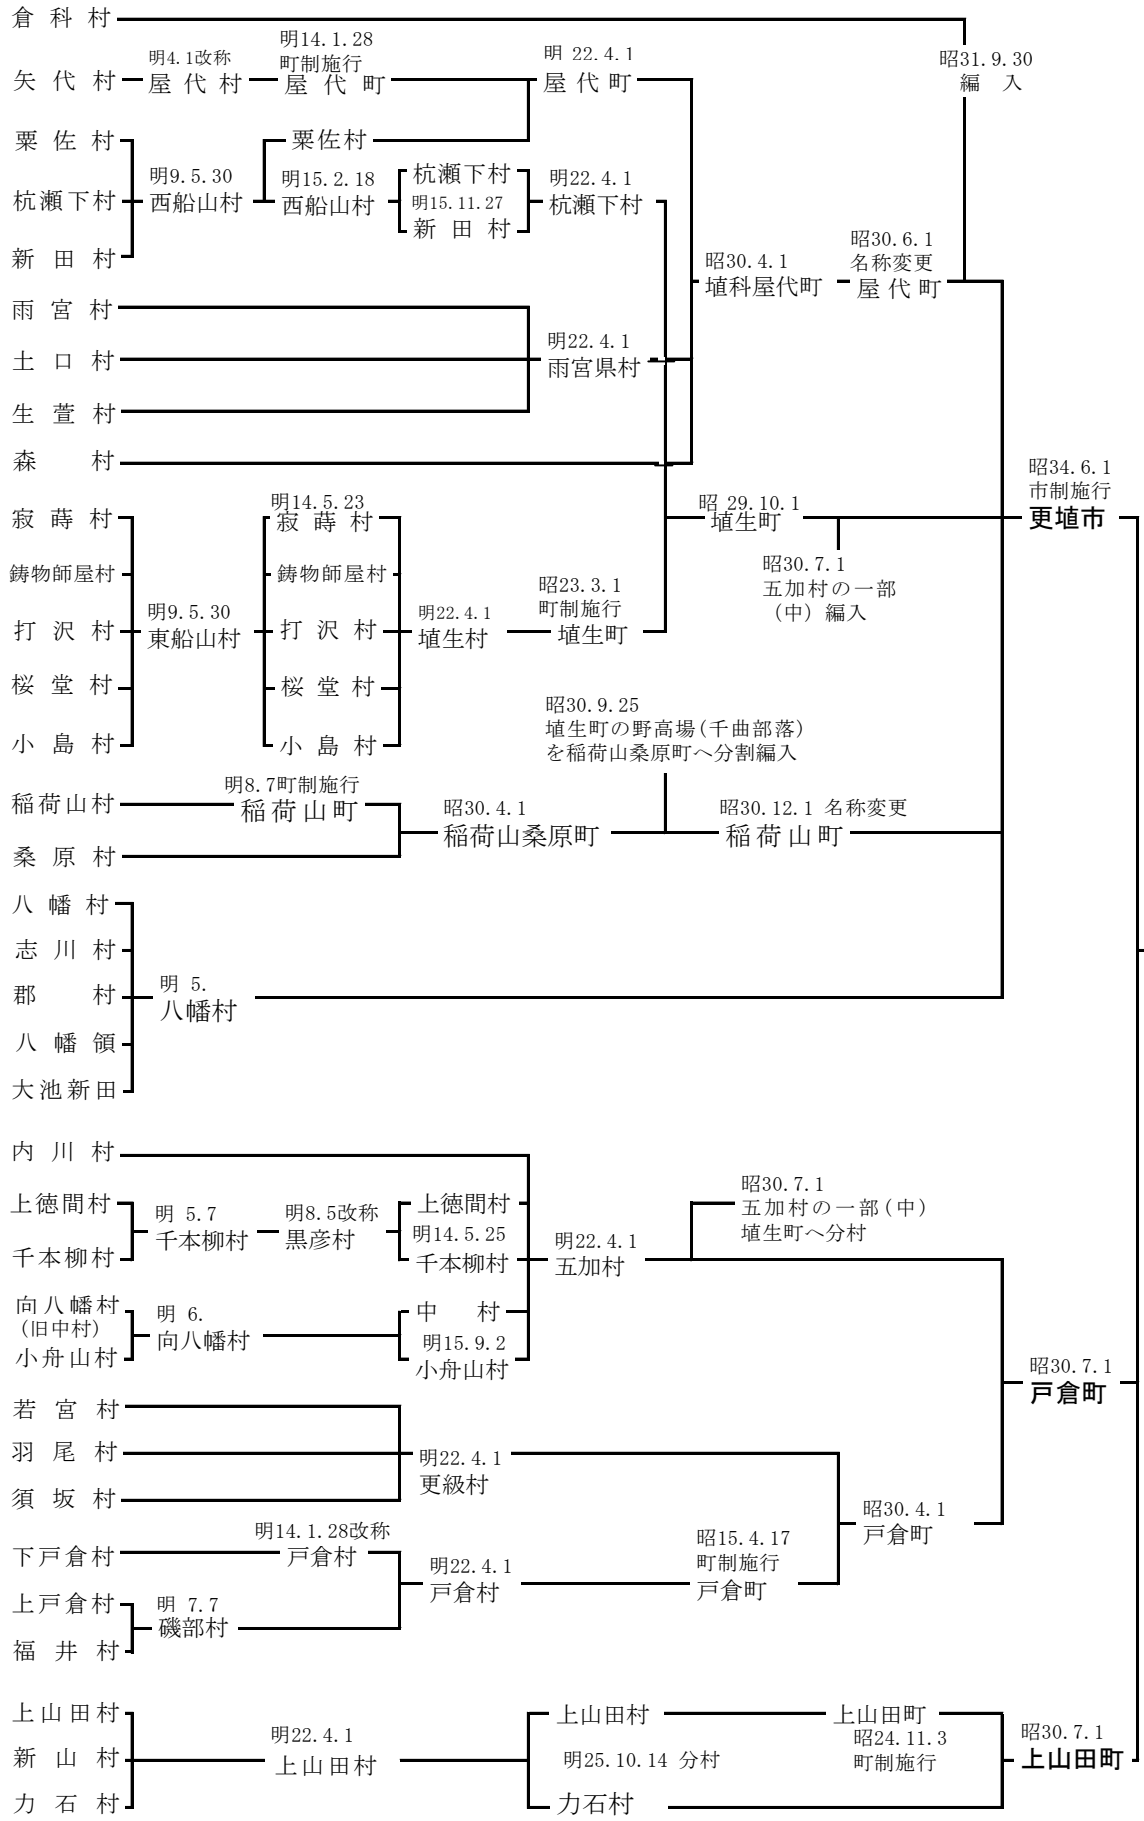 倉科村
昭31.9.30
編 入
矢代村
明4.1改称
屋代村
明14.1.28
町制施行
屋代町
明 22.4.1
屋代町
粟佐村
粟佐村
杭瀬下村
明9.5.30
西船山村
明15.2.18
西船山村
杭瀬下村
明15.11.27
新田村
明22.4.1
杭瀬下村
新田村
昭30.4.1
埴科屋代町
昭30.6.1
名称変更
屋代町
雨宮村
土口村
明22.4.1
雨宮県村
生萱村
森 村
昭34.6.1
市制施行
更埴市
寂蒔村
明14.5.23
寂蒔村
昭 29.10.1
埴生町
鋳物師屋村
鋳物師屋村
昭30.7.1
五加村の一部
（中）編入
打沢村
明9.5.30
東船山村
打沢村
明22.4.1
埴生村
昭23.3.1
町制施行
埴生町
桜堂村
桜堂村
小島村
小島村
昭30.9.25
埴生町の野高場(千曲部落)
を稲荷山桑原町へ分割編入
稲荷山村
明8.7町制施行
稲荷山町
昭30.4.1
稲荷山桑原町
昭30.12.1 名称変更
稲荷山町
桑原村
八幡村
志川村
郡 村
明 5.
八幡村
八幡領
大池新田
内川村
上徳間村
明 5.7
千本柳村
明8.5改称
黒彦村
上徳間村
明14.5.25
千本柳村
明22.4.1
五加村
昭30.7.1
五加村の一部(中)
埴生町へ分村
千本柳村
向八幡村
(旧中村)
明 6.
向八幡村
中 村
明15.9.2
小舟山村
小舟山村
昭30.7.1
戸倉町
若宮村
羽尾村
明22.4.1
更級村
須坂村
昭30.4.1
戸倉町
下戸倉村
明14.1.28改称
戸倉村
明22.4.1
戸倉村
昭15.4.17
町制施行
戸倉町
上戸倉村
明 7.7
磯部村
福井村
上山田村
上山田村
上山田町
昭24.11.3
町制施行
新山村
明22.4.1
上山田村
明25.10.14 分村
昭30.7.1
上山田町
力石村
力石村